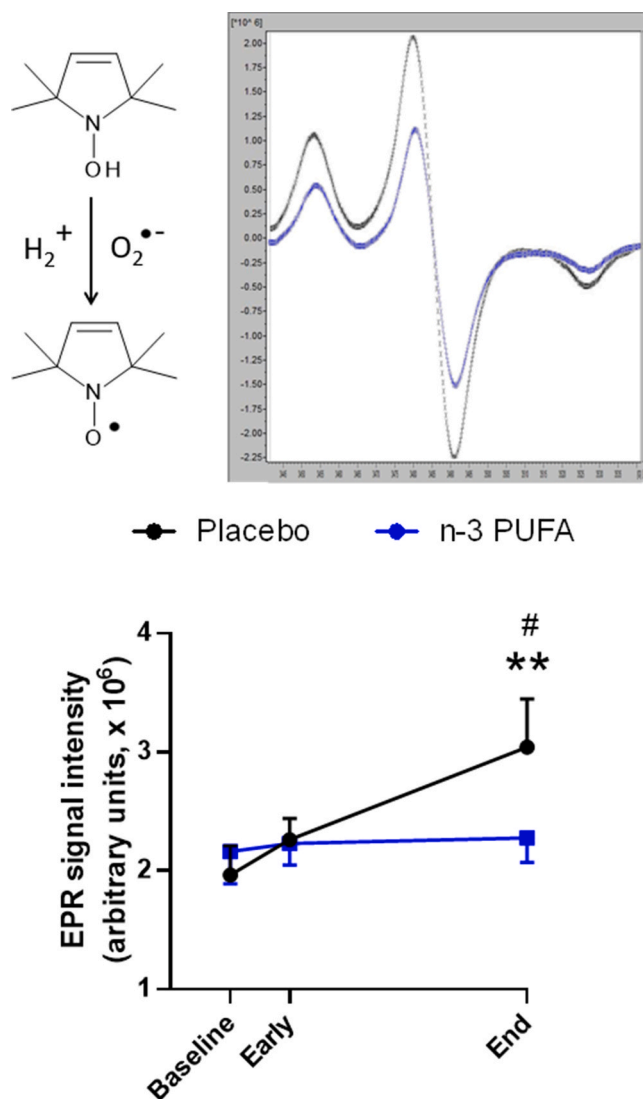 N
OH
H₂⁺ O₂•-
N
O•
[*10^ 6]
2.00
1.75
1.50
1.25
1.00
0.75
0.50
0.25
0.00
-0.25
-0.50
-0.75
-1.00
-1.25
-1.50
-1.75
-2.00
-2.25
Placebo n-3 PUFA
EPR signal intensity
(arbitrary units, x 10⁶)
4
3
2
1
#
**
Baseline
Early
End